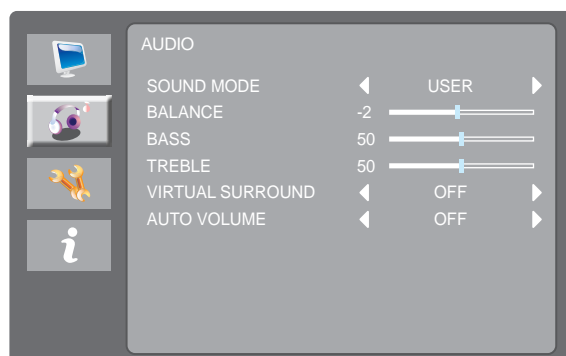 AUDIO
SOUND MODE USER
BALANCE -2
BASS 50
TREBLE 50
VIRTUAL SURROUND OFF
AUTO VOLUME OFF